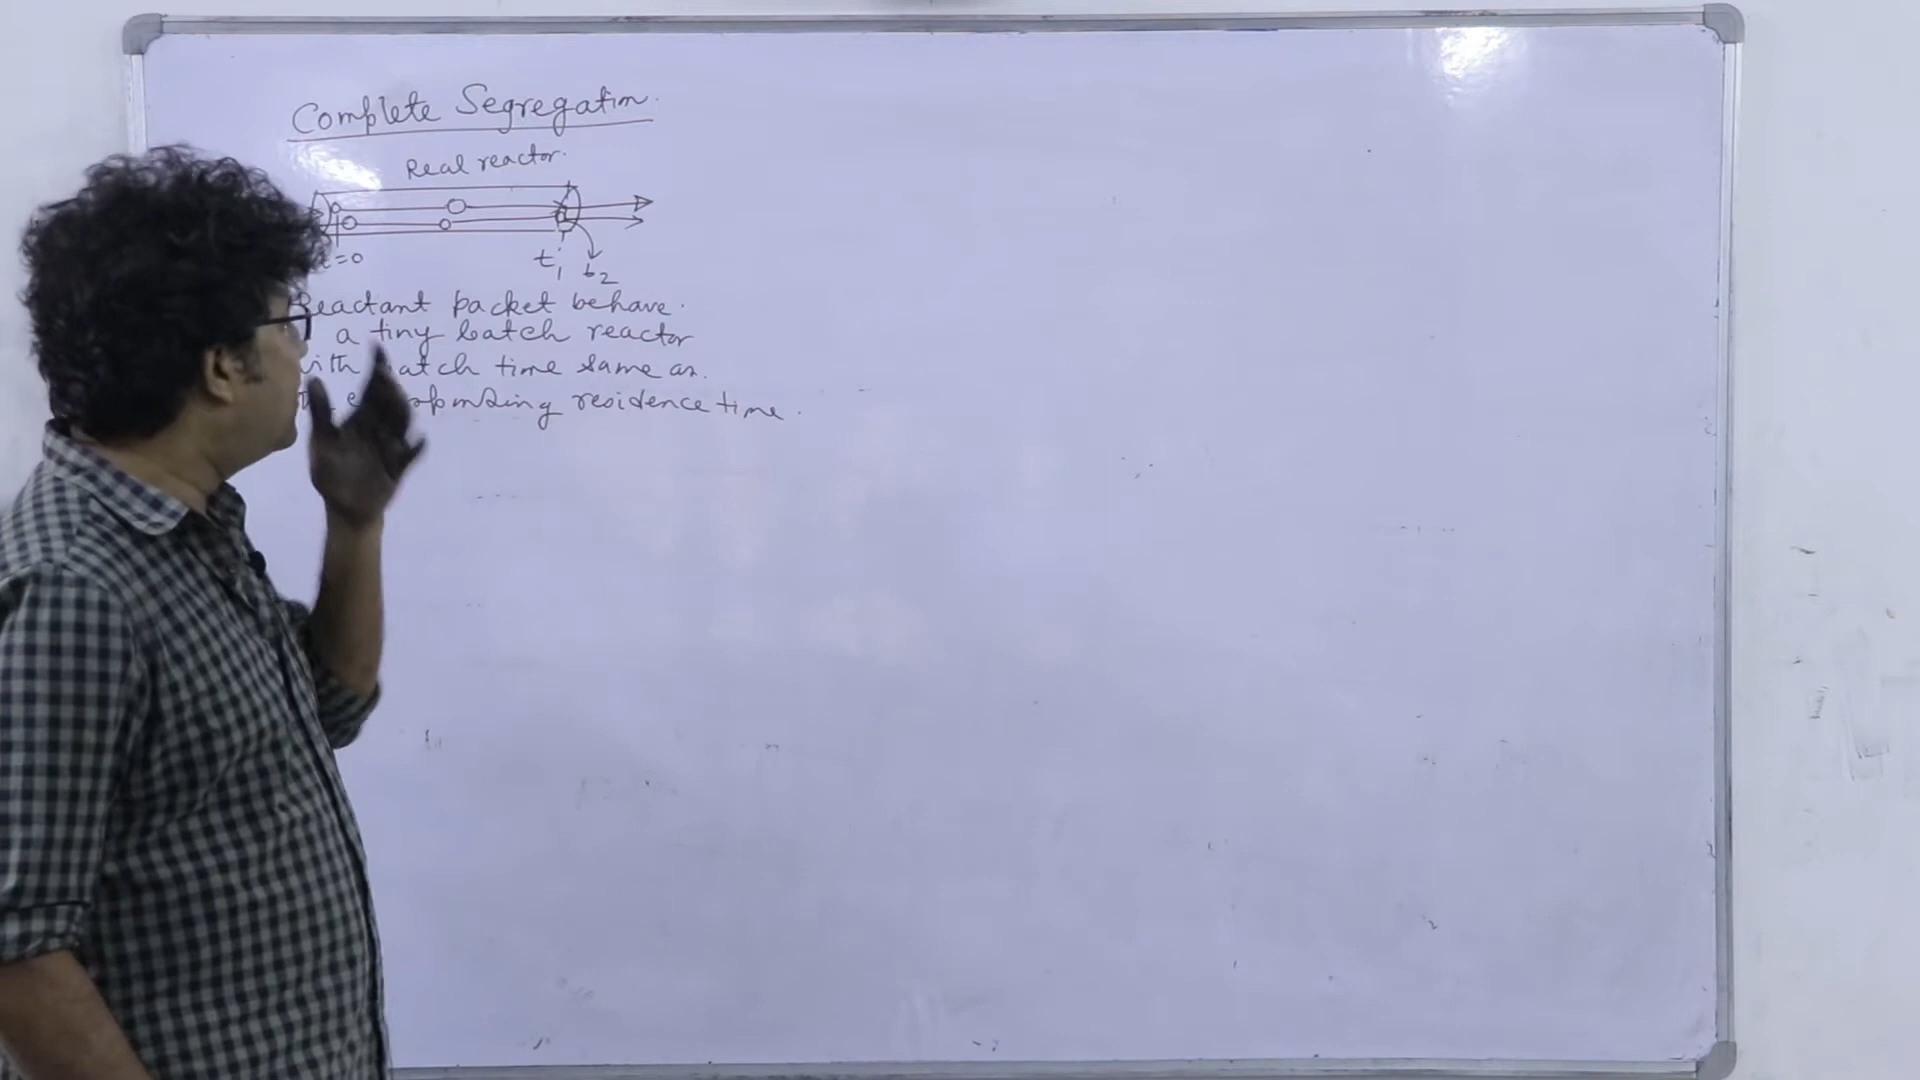 Complete Segregation.
Real reactor.
t=0 t1 t2
Reactant packet behave.
a tiny batch reactor
with batch time same as.
residence time.